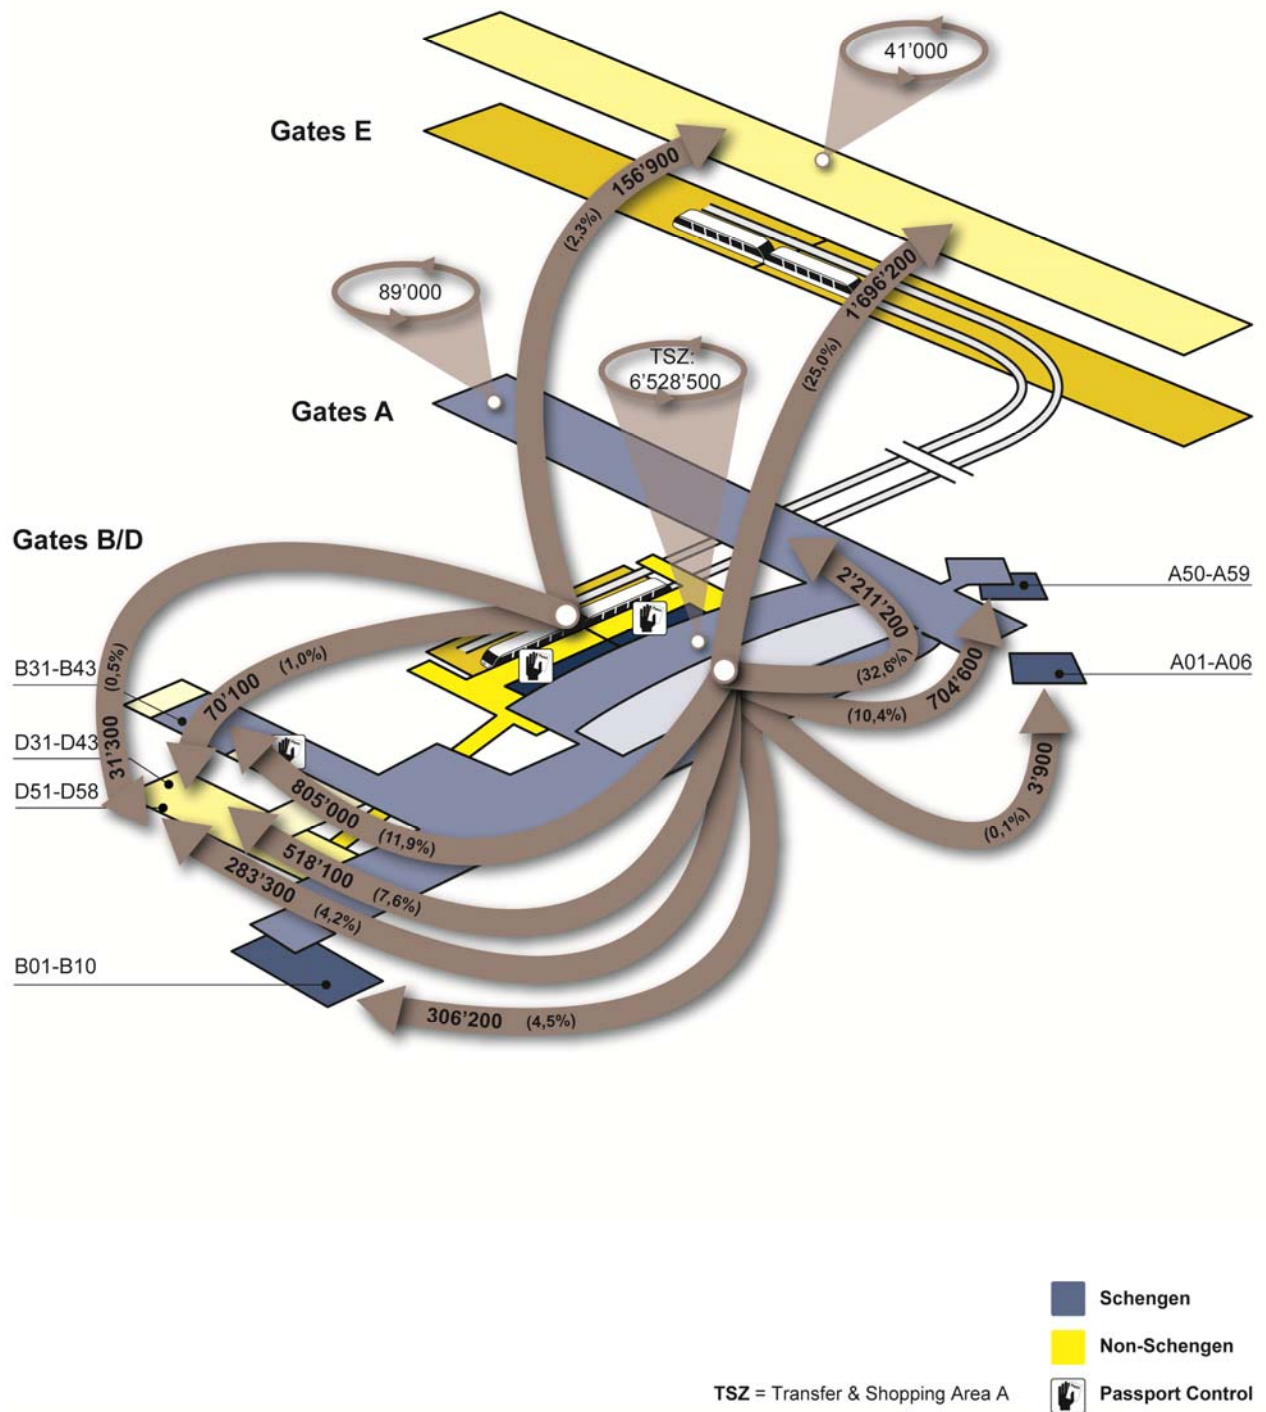 41’000
Gates E
156’900
(2,3%)
1’696’200
(25,0%)
89’000
TSZ:
6’528’500
Gates A
Gates B/D
2’211’200
(32,6%)
A50-A59
704’600
(10,4%)
A01-A06
3’900
(0,1%)
B31-B43
(0,5%)
31’300
(1,0%)
70’100
D31-D43
D51-D58
805’000 (11,9%)
518’100 (7,6%)
283’300 (4,2%)
B01-B10
306’200 (4,5%)
Schengen
Non-Schengen
TSZ = Transfer & Shopping Area A
Passport Control